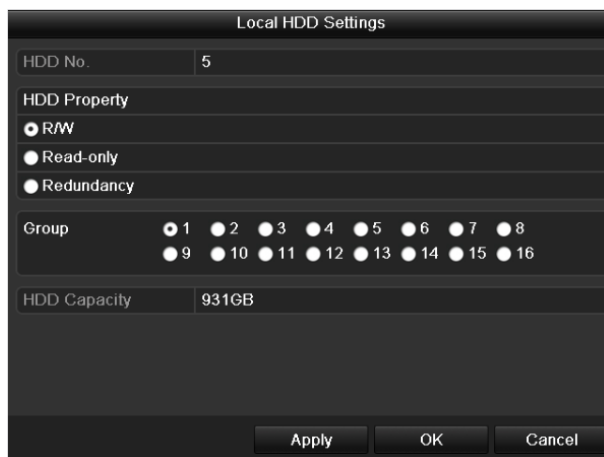 Local HDD Settings
HDD No. 5
HDD Property
R/W
Read-only
Redundancy
Group 1 2 3 4 5 6 7 8
9 10 11 12 13 14 15 16
HDD Capacity 931GB
Apply OK Cancel